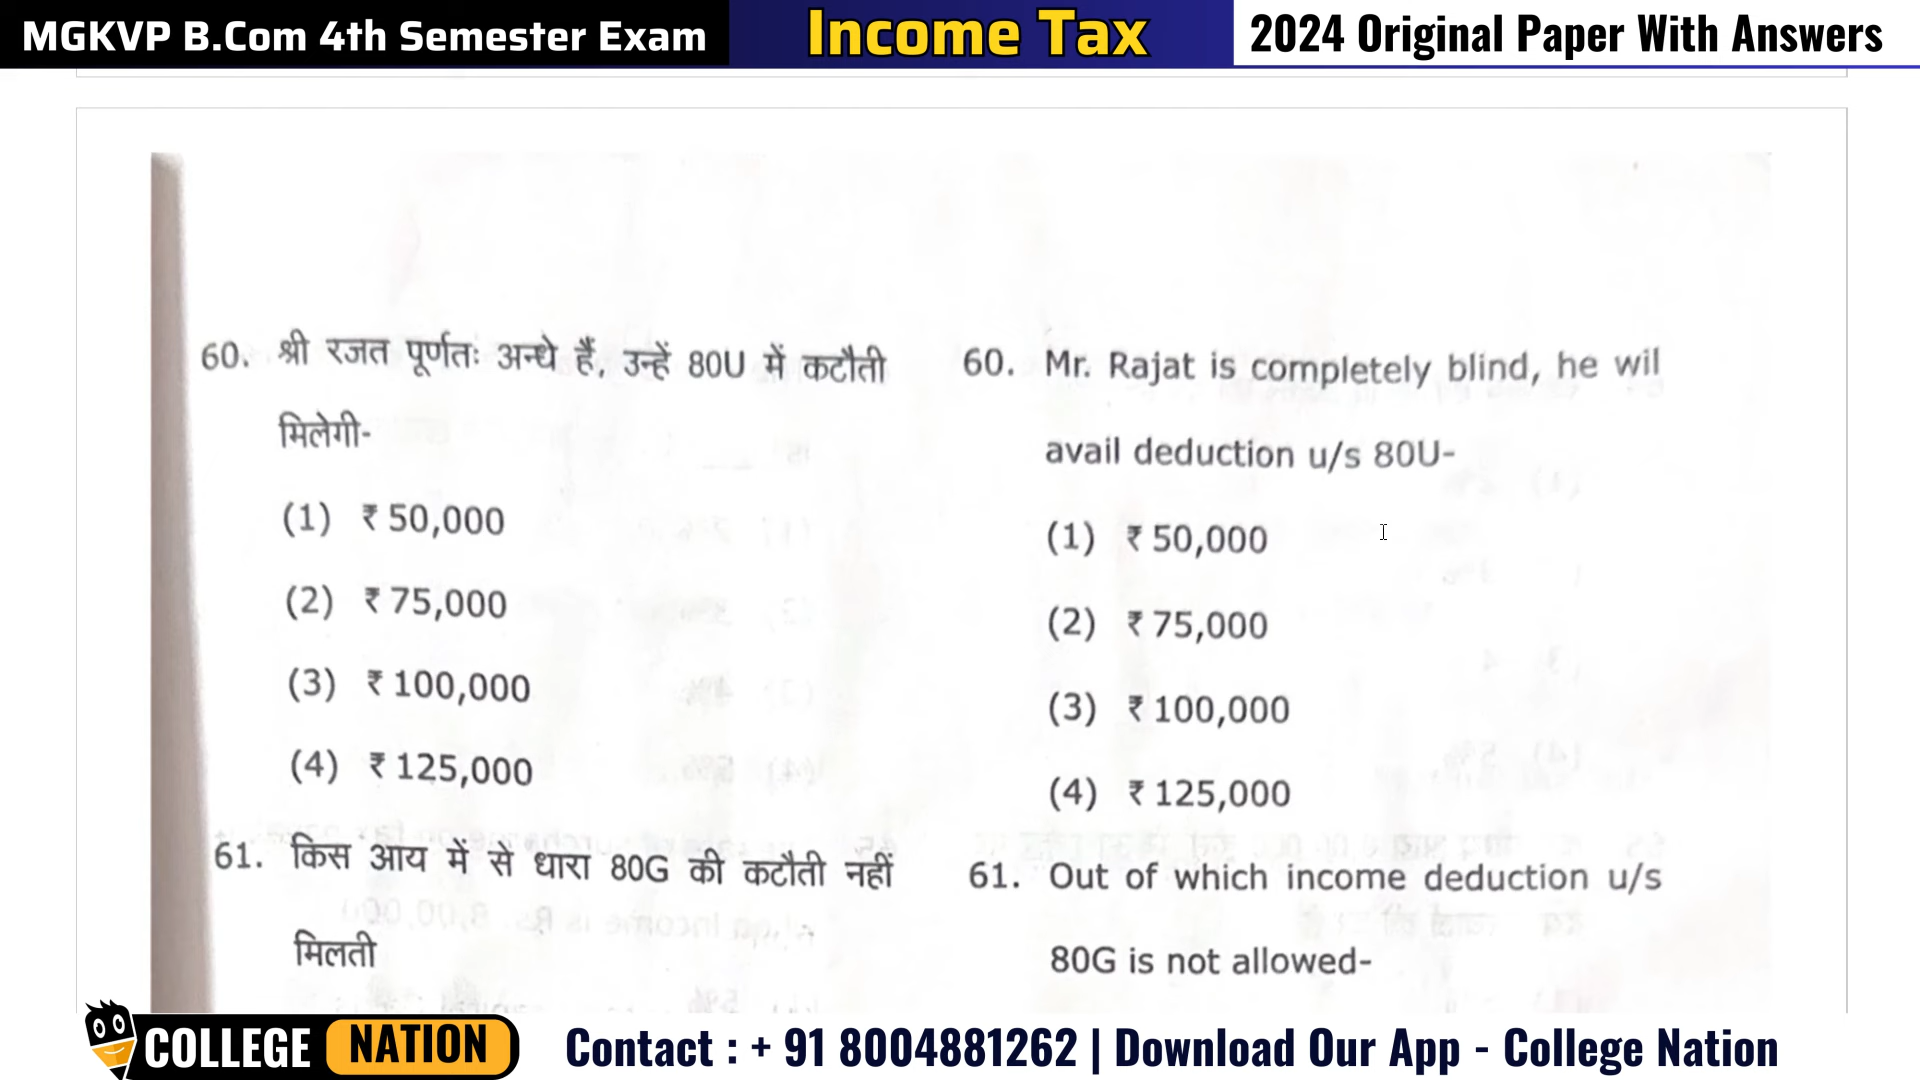 MGKVP B.Com 4th Semester Exam
Income Tax
2024 Original Paper With Answers
60. श्री रजत पूर्णतः अन्धे हैं, उन्हें 80U में कटौती
मिलेगी-
(1) ₹ 50,000
(2) ₹ 75,000
(3) ₹ 100,000
(4) ₹ 125,000
61. किस आय में से धारा 80G की कटौती नहीं
मिलती
60. Mr. Rajat is completely blind, he wil
avail deduction u/s 80U-
(1) ₹ 50,000
(2) ₹ 75,000
(3) ₹ 100,000
(4) ₹ 125,000
61. Out of which income deduction u/s
80G is not allowed-
COLLEGE NATION
Contact : + 91 8004881262 | Download Our App - College Nation